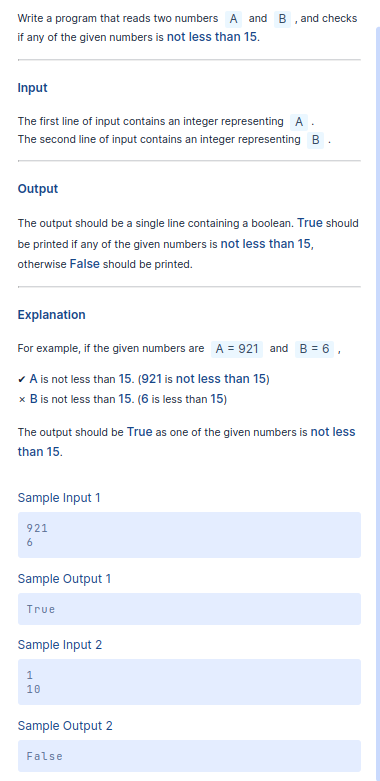 Write a program that reads two numbers A and B , and checks
if any of the given numbers is not less than 15.
Input
The first line of input contains an integer representing A .
The second line of input contains an integer representing B .
Output
The output should be a single line containing a boolean. True should
be printed if any of the given numbers is not less than 15,
otherwise False should be printed.
Explanation
For example, if the given numbers are A = 921 and B = 6 ,
✔ A is not less than 15. (921 is not less than 15)
× B is not less than 15. (6 is less than 15)
The output should be True as one of the given numbers is not less
than 15.
Sample Input 1
921
6
Sample Output 1
True
Sample Input 2
1
10
Sample Output 2
False